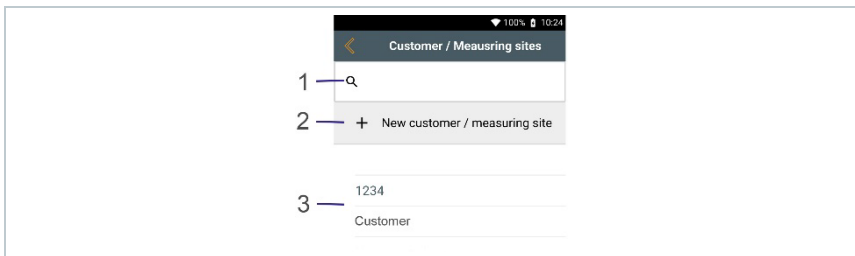 100% 10:24
Customer / Meausring sites
1
2 + New customer / measuring site
1234
3
Customer